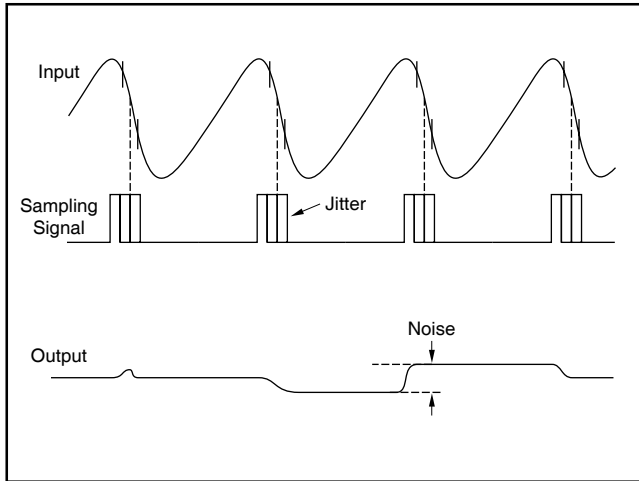 Input
Sampling
Signal
Jitter
Noise
Output